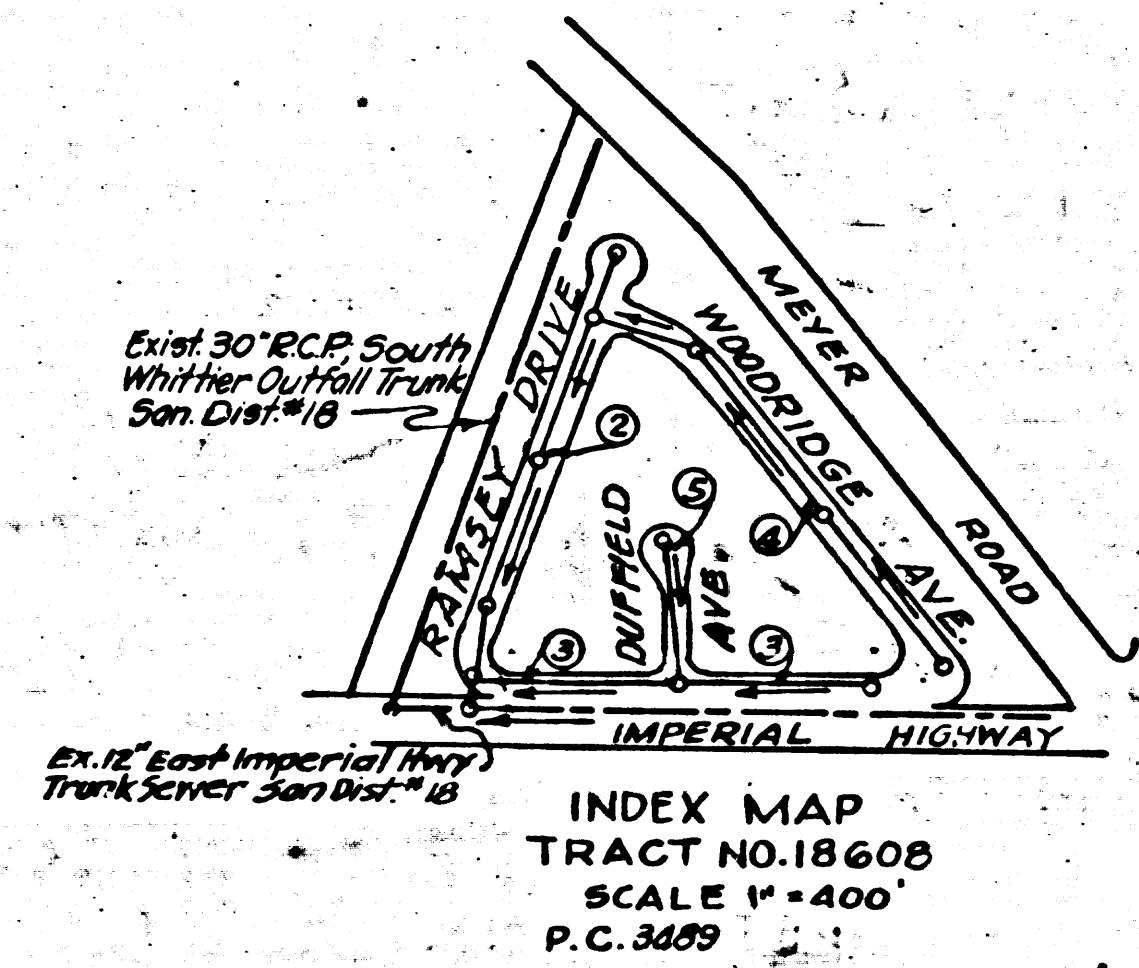 MEYER
ROAD
WOODRIDGE
AVE.
Exist. 30" R.C.P., South
Whittier Outfall Trunk
San. Dist. #18
RAMSEY DRIVE
2
5
4
DUFFIELD
AVE.
3
3
IMPERIAL HIGHWAY
Ex. 12" East Imperial Hwy
Trunk Sewer San Dist. #18
INDEX MAP
TRACT NO. 18608
SCALE 1" = 400'
P.C. 3489